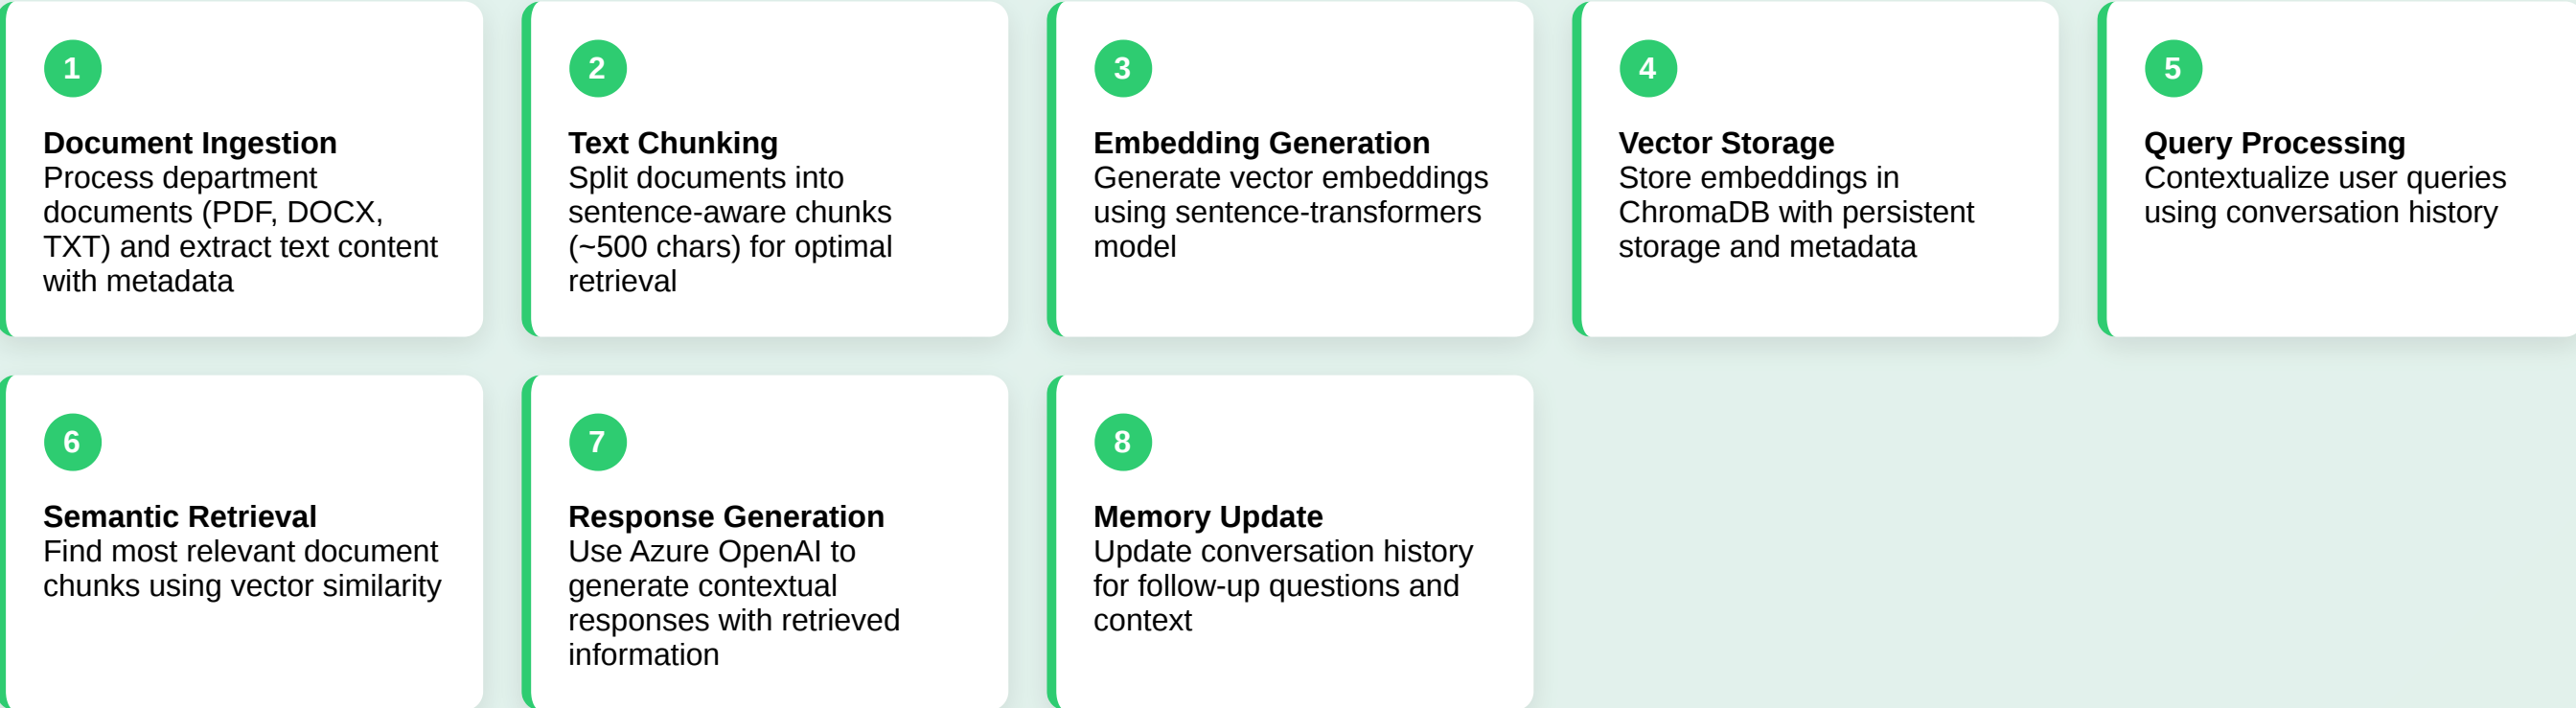 1
Document Ingestion
Process department
documents (PDF, DOCX,
TXT) and extract text content
with metadata
2
Text Chunking
Split documents into
sentence-aware chunks
(~500 chars) for optimal
retrieval
3
Embedding Generation
Generate vector embeddings
using sentence-transformers
model
4
Vector Storage
Store embeddings in
ChromaDB with persistent
storage and metadata
5
Query Processing
Contextualize user queries
using conversation history
6
Semantic Retrieval
Find most relevant document
chunks using vector similarity
7
Response Generation
Use Azure OpenAI to
generate contextual
responses with retrieved
information
8
Memory Update
Update conversation history
for follow-up questions and
context